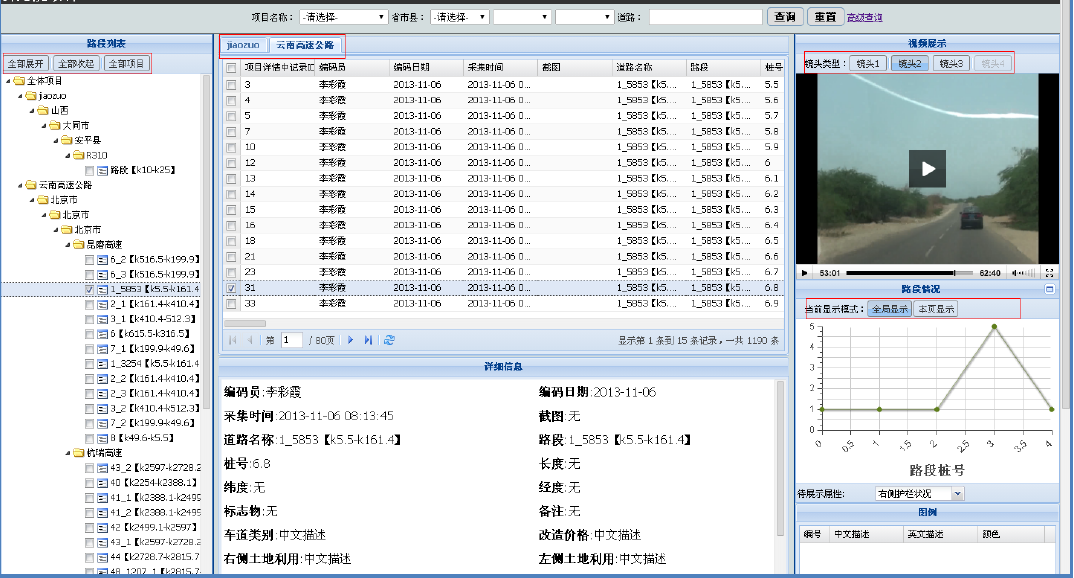 项目名称： -请选择- 省市县： -请选择- 道路： 查询 重置 高级查询
路段列表
全部展开 全部收起 全部项目
全体项目
jiaozuo
山西
大同市
安平县
R310
路段【k10-k25】
云南高速公路
北京市
北京市
北京市
昆磨高速
6_2【k516.5-k199.9】
6_3【k516.5-k199.9】
1_5853【k5.5-k161.4
2_1【k161.4-k410.4】
3_1【k410.4-512.3】
6【k615.5-k316.5】
7_1【k199.9-k49.6】
1_3254【k5.5-k161.4
2_2【k161.4-k410.4】
2_3【k161.4-k410.4】
3_2【k410.4-k512.3】
7_2【k199.9-k49.6】
8【k49.6-k5.5】
杭瑞高速
43_2【k2597-k2728.2
40【k2254-k2388.1】
41_1【k2388.1-k2499
41_2【k2388.1-k2499
42【k2499.1-k2597】
43_1【k2597-k2728.2
44【k2728.7-k2815.7
48_1207_1【k2815.7
jiaozuo 云南高速公路
项目详情中记录ID 编码员 编码日期 采集时间 截图 道路名称 路段 桩号
3 李彩霞 2013-11-06 2013-11-06 0... 1_5853【k5.... 1_5853【k5.... 5.5
4 李彩霞 2013-11-06 2013-11-06 0... 1_5853【k5.... 1_5853【k5.... 5.6
5 李彩霞 2013-11-06 2013-11-06 0... 1_5853【k5.... 1_5853【k5.... 5.7
7 李彩霞 2013-11-06 2013-11-06 0... 1_5853【k5.... 1_5853【k5.... 5.8
10 李彩霞 2013-11-06 2013-11-06 0... 1_5853【k5.... 1_5853【k5.... 5.9
12 李彩霞 2013-11-06 2013-11-06 0... 1_5853【k5.... 1_5853【k5.... 6
13 李彩霞 2013-11-06 2013-11-06 0... 1_5853【k5.... 1_5853【k5.... 6.1
14 李彩霞 2013-11-06 2013-11-06 0... 1_5853【k5.... 1_5853【k5.... 6.2
15 李彩霞 2013-11-06 2013-11-06 0... 1_5853【k5.... 1_5853【k5.... 6.3
16 李彩霞 2013-11-06 2013-11-06 0... 1_5853【k5.... 1_5853【k5.... 6.4
18 李彩霞 2013-11-06 2013-11-06 0... 1_5853【k5.... 1_5853【k5.... 6.5
21 李彩霞 2013-11-06 2013-11-06 0... 1_5853【k5.... 1_5853【k5.... 6.6
23 李彩霞 2013-11-06 2013-11-06 0... 1_5853【k5.... 1_5853【k5.... 6.7
31 李彩霞 2013-11-06 2013-11-06 0... 1_5853【k5.... 1_5853【k5.... 6.8
33 李彩霞 2013-11-06 2013-11-06 0... 1_5853【k5.... 1_5853【k5.... 6.9
第 1 / 80页 显示第 1 条到 15 条记录，一共 1190 条
详细信息
编码员:李彩霞 编码日期:2013-11-06
采集时间:2013-11-06 08:13:45 截图:无
道路名称:1_5853【k5.5-k161.4】 路段:1_5853【k5.5-k161.4】
桩号:6.8 长度:无
纬度:无 经度:无
标志物:无 备注:无
车道类别:中文描述 改造价格:中文描述
右侧土地利用:中文描述 左侧土地利用:中文描述
视频展示
镜头类型： 镜头1 镜头2 镜头3 镜头4
53:01 62:40
路段情况
当前显示模式： 全局显示 本页显示
5
4
3
2
1
0
0 0.5 1 1.5 2 2.5 3 3.5 4
路段桩号
待展示属性： 右侧护栏状况
图例
编号 中文描述 英文描述 颜色